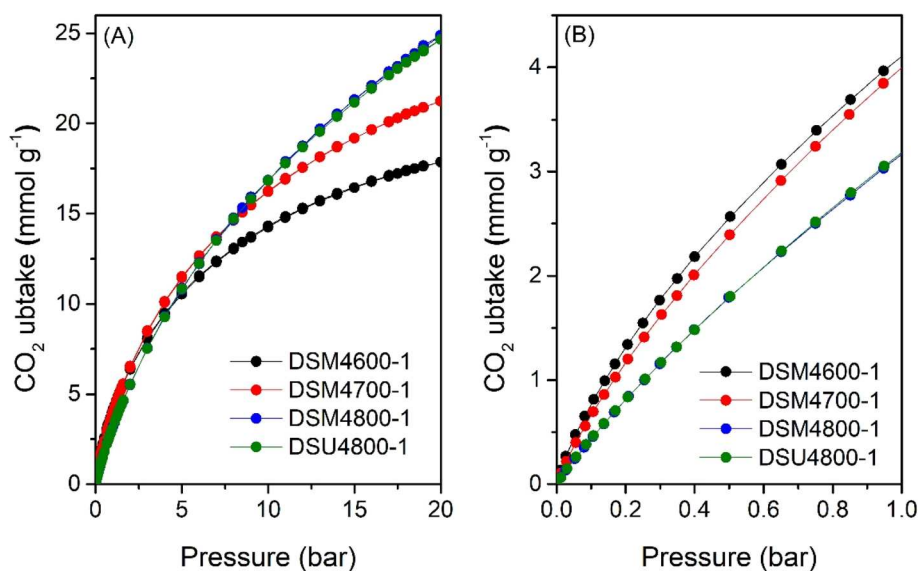 (A)
CO2 ubtake (mmol g-1)
25
20
15
10
5
0
DSM4600-1
DSM4700-1
DSM4800-1
DSU4800-1
0 5 10 15 20
Pressure (bar)
(B)
CO2 ubtake (mmol g-1)
4
3
2
1
0
DSM4600-1
DSM4700-1
DSM4800-1
DSU4800-1
0.0 0.2 0.4 0.6 0.8 1.0
Pressure (bar)